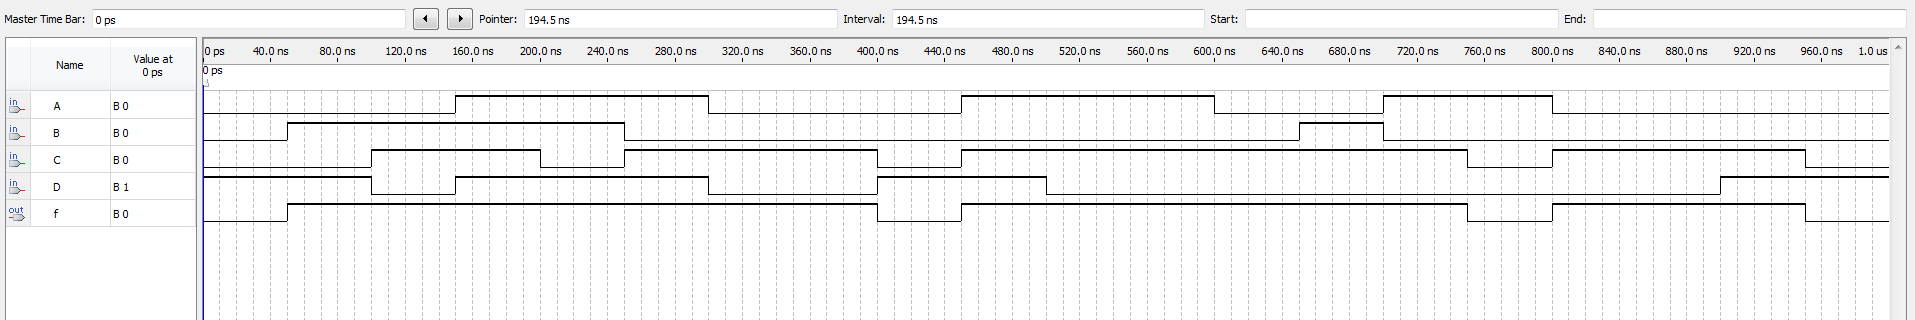 Master Time Bar: 0 ps Pointer: 194.5 ns Interval: 194.5 ns Start: End:
Name Value at 0 ps
0 ps 40.0 ns 80.0 ns 120.0 ns 160.0 ns 200.0 ns 240.0 ns 280.0 ns 320.0 ns 360.0 ns 400.0 ns 440.0 ns 480.0 ns 520.0 ns 560.0 ns 600.0 ns 640.0 ns 680.0 ns 720.0 ns 760.0 ns 800.0 ns 840.0 ns 880.0 ns 920.0 ns 960.0 ns 1.0 us
0 ps
in A B 0
in B B 0
in C B 0
in D B 1
out f B 0